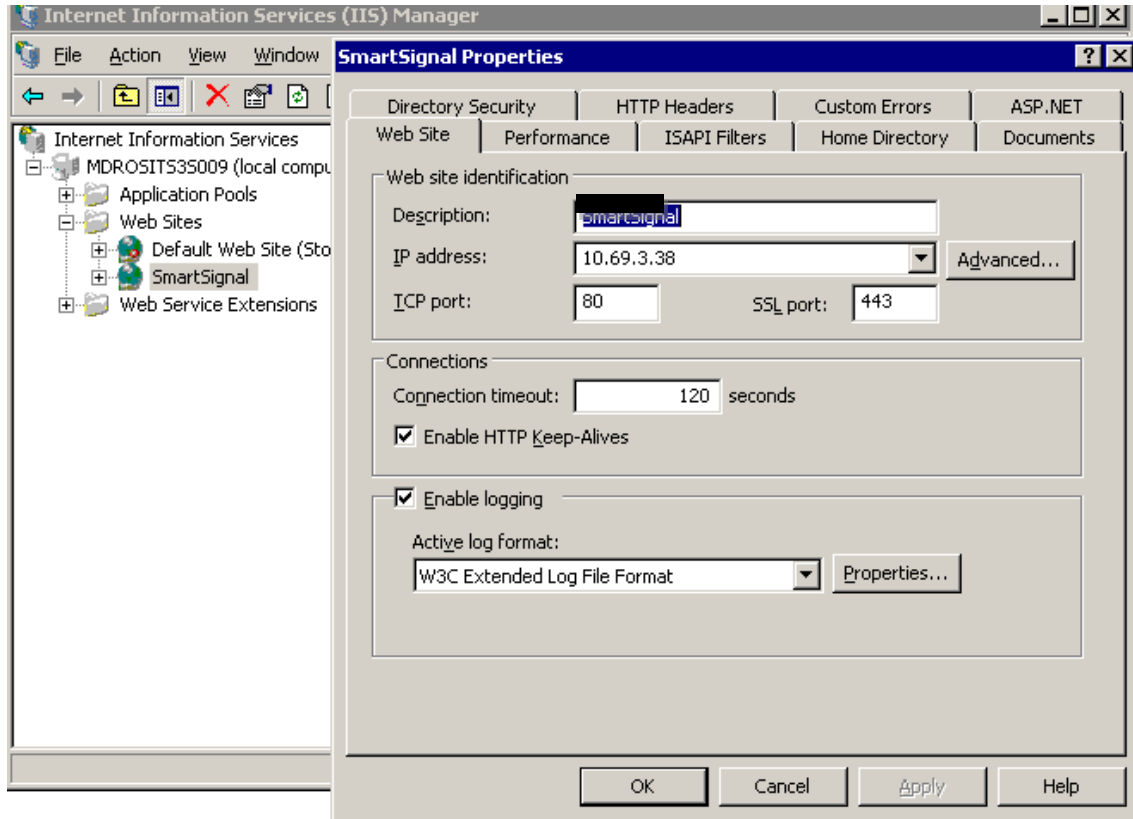 Internet Information Services (IIS) Manager
File Action View Window
Internet Information Services
MDROSITS3S009 (local compu
Application Pools
Web Sites
Default Web Site (Sto
SmartSignal
Web Service Extensions
SmartSignal Properties
Directory Security HTTP Headers Custom Errors ASP.NET
Web Site Performance ISAPI Filters Home Directory Documents
Web site identification
Description: SmartSignal
IP address: 10.69.3.38 Advanced...
TCP port: 80 SSL port: 443
Connections
Connection timeout: 120 seconds
Enable HTTP Keep-Alives
Enable logging
Active log format:
W3C Extended Log File Format Properties...
OK Cancel Apply Help